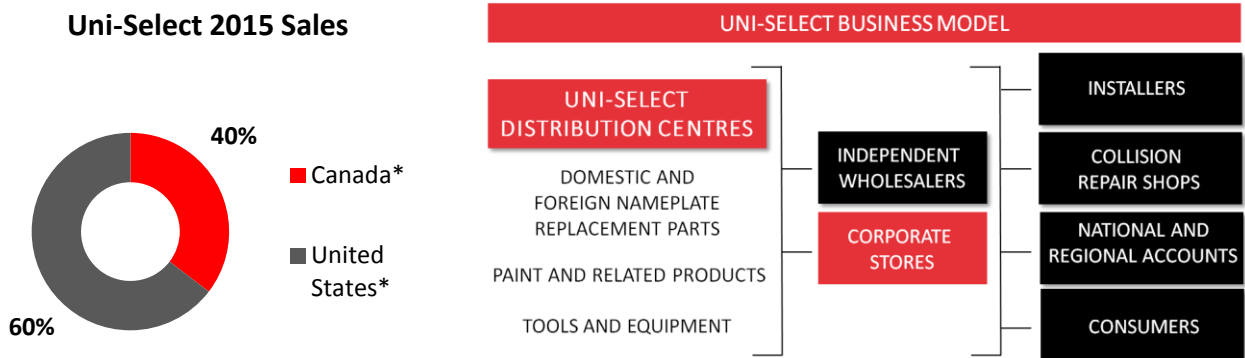 Uni-Select 2015 Sales
40%
60%
Canada*
United
States*
UNI-SELECT BUSINESS MODEL
UNI-SELECT
DISTRIBUTION CENTRES
DOMESTIC AND
FOREIGN NAMEPLATE
REPLACEMENT PARTS
PAINT AND RELATED PRODUCTS
TOOLS AND EQUIPMENT
INDEPENDENT
WHOLESALERS
CORPORATE
STORES
INSTALLERS
COLLISION
REPAIR SHOPS
NATIONAL AND
REGIONAL ACCOUNTS
CONSUMERS